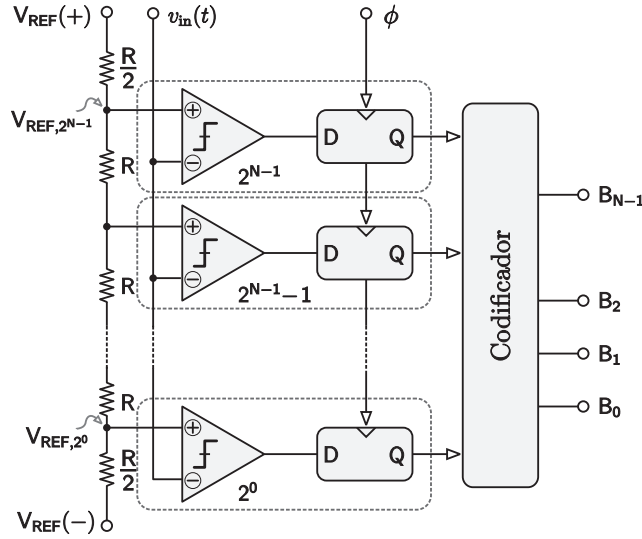 V_REF(+) v_in(t) ϕ
R/2
V_REF,2^N-1
+
−
D Q
2^N-1
R
B_N-1
+
−
D Q
2^N-1−1
R
Codificador
B_2
B_1
B_0
R
V_REF,2^0
+
−
D Q
2^0
R/2
V_REF(−)